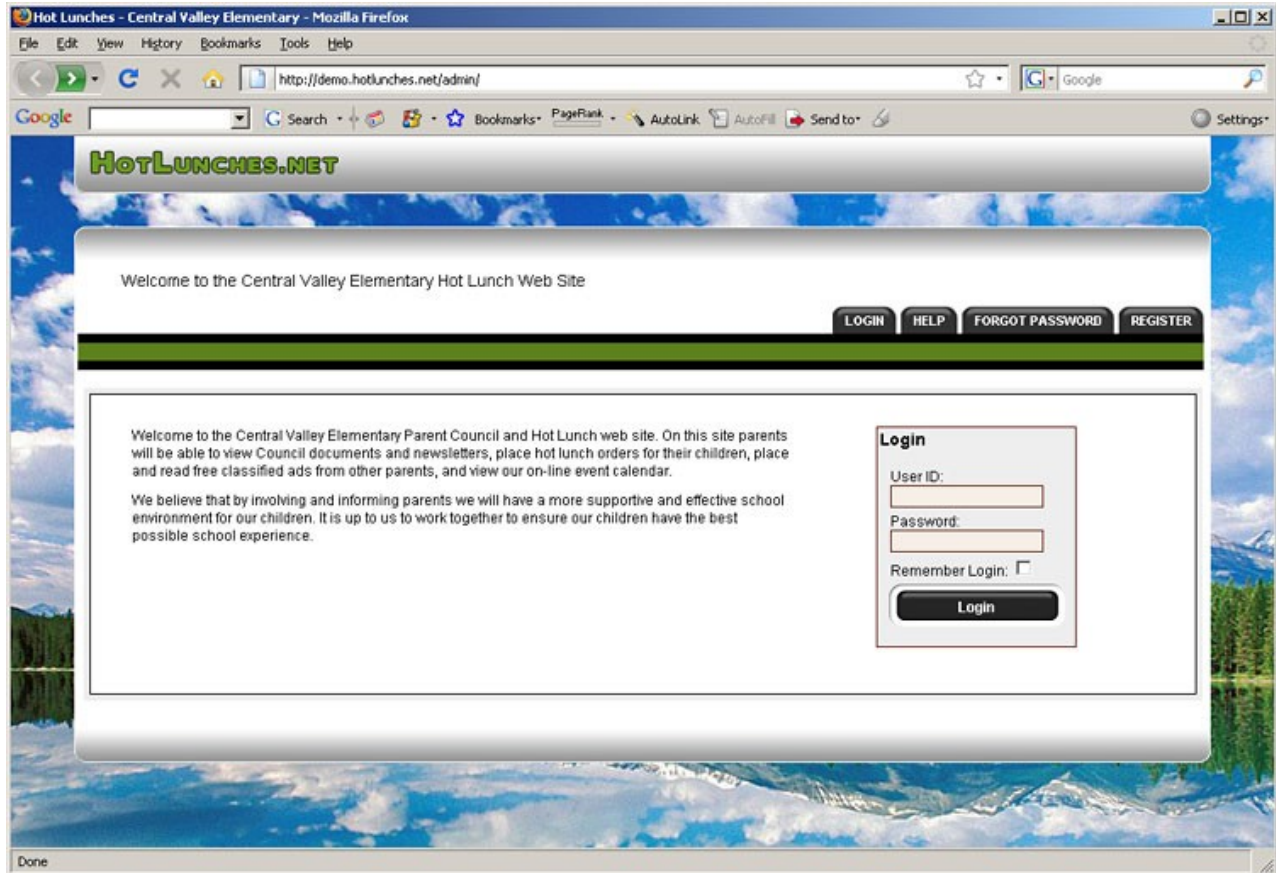 Hot Lunches - Central Valley Elementary - Mozilla Firefox
File Edit View History Bookmarks Tools Help
http://demo.hotlunches.net/admin/
G Google
Google Search Bookmarks PageRank AutoLink AutoFill Send to Settings
HotLunches.net
Welcome to the Central Valley Elementary Hot Lunch Web Site
LOGIN HELP FORGOT PASSWORD REGISTER
Welcome to the Central Valley Elementary Parent Council and Hot Lunch web site. On this site parents
will be able to view Council documents and newsletters, place hot lunch orders for their children, place
and read free classified ads from other parents, and view our on-line event calendar.
We believe that by involving and informing parents we will have a more supportive and effective school
environment for our children. It is up to us to work together to ensure our children have the best
possible school experience.
Login
User ID:
Password:
Remember Login:
Login
Done